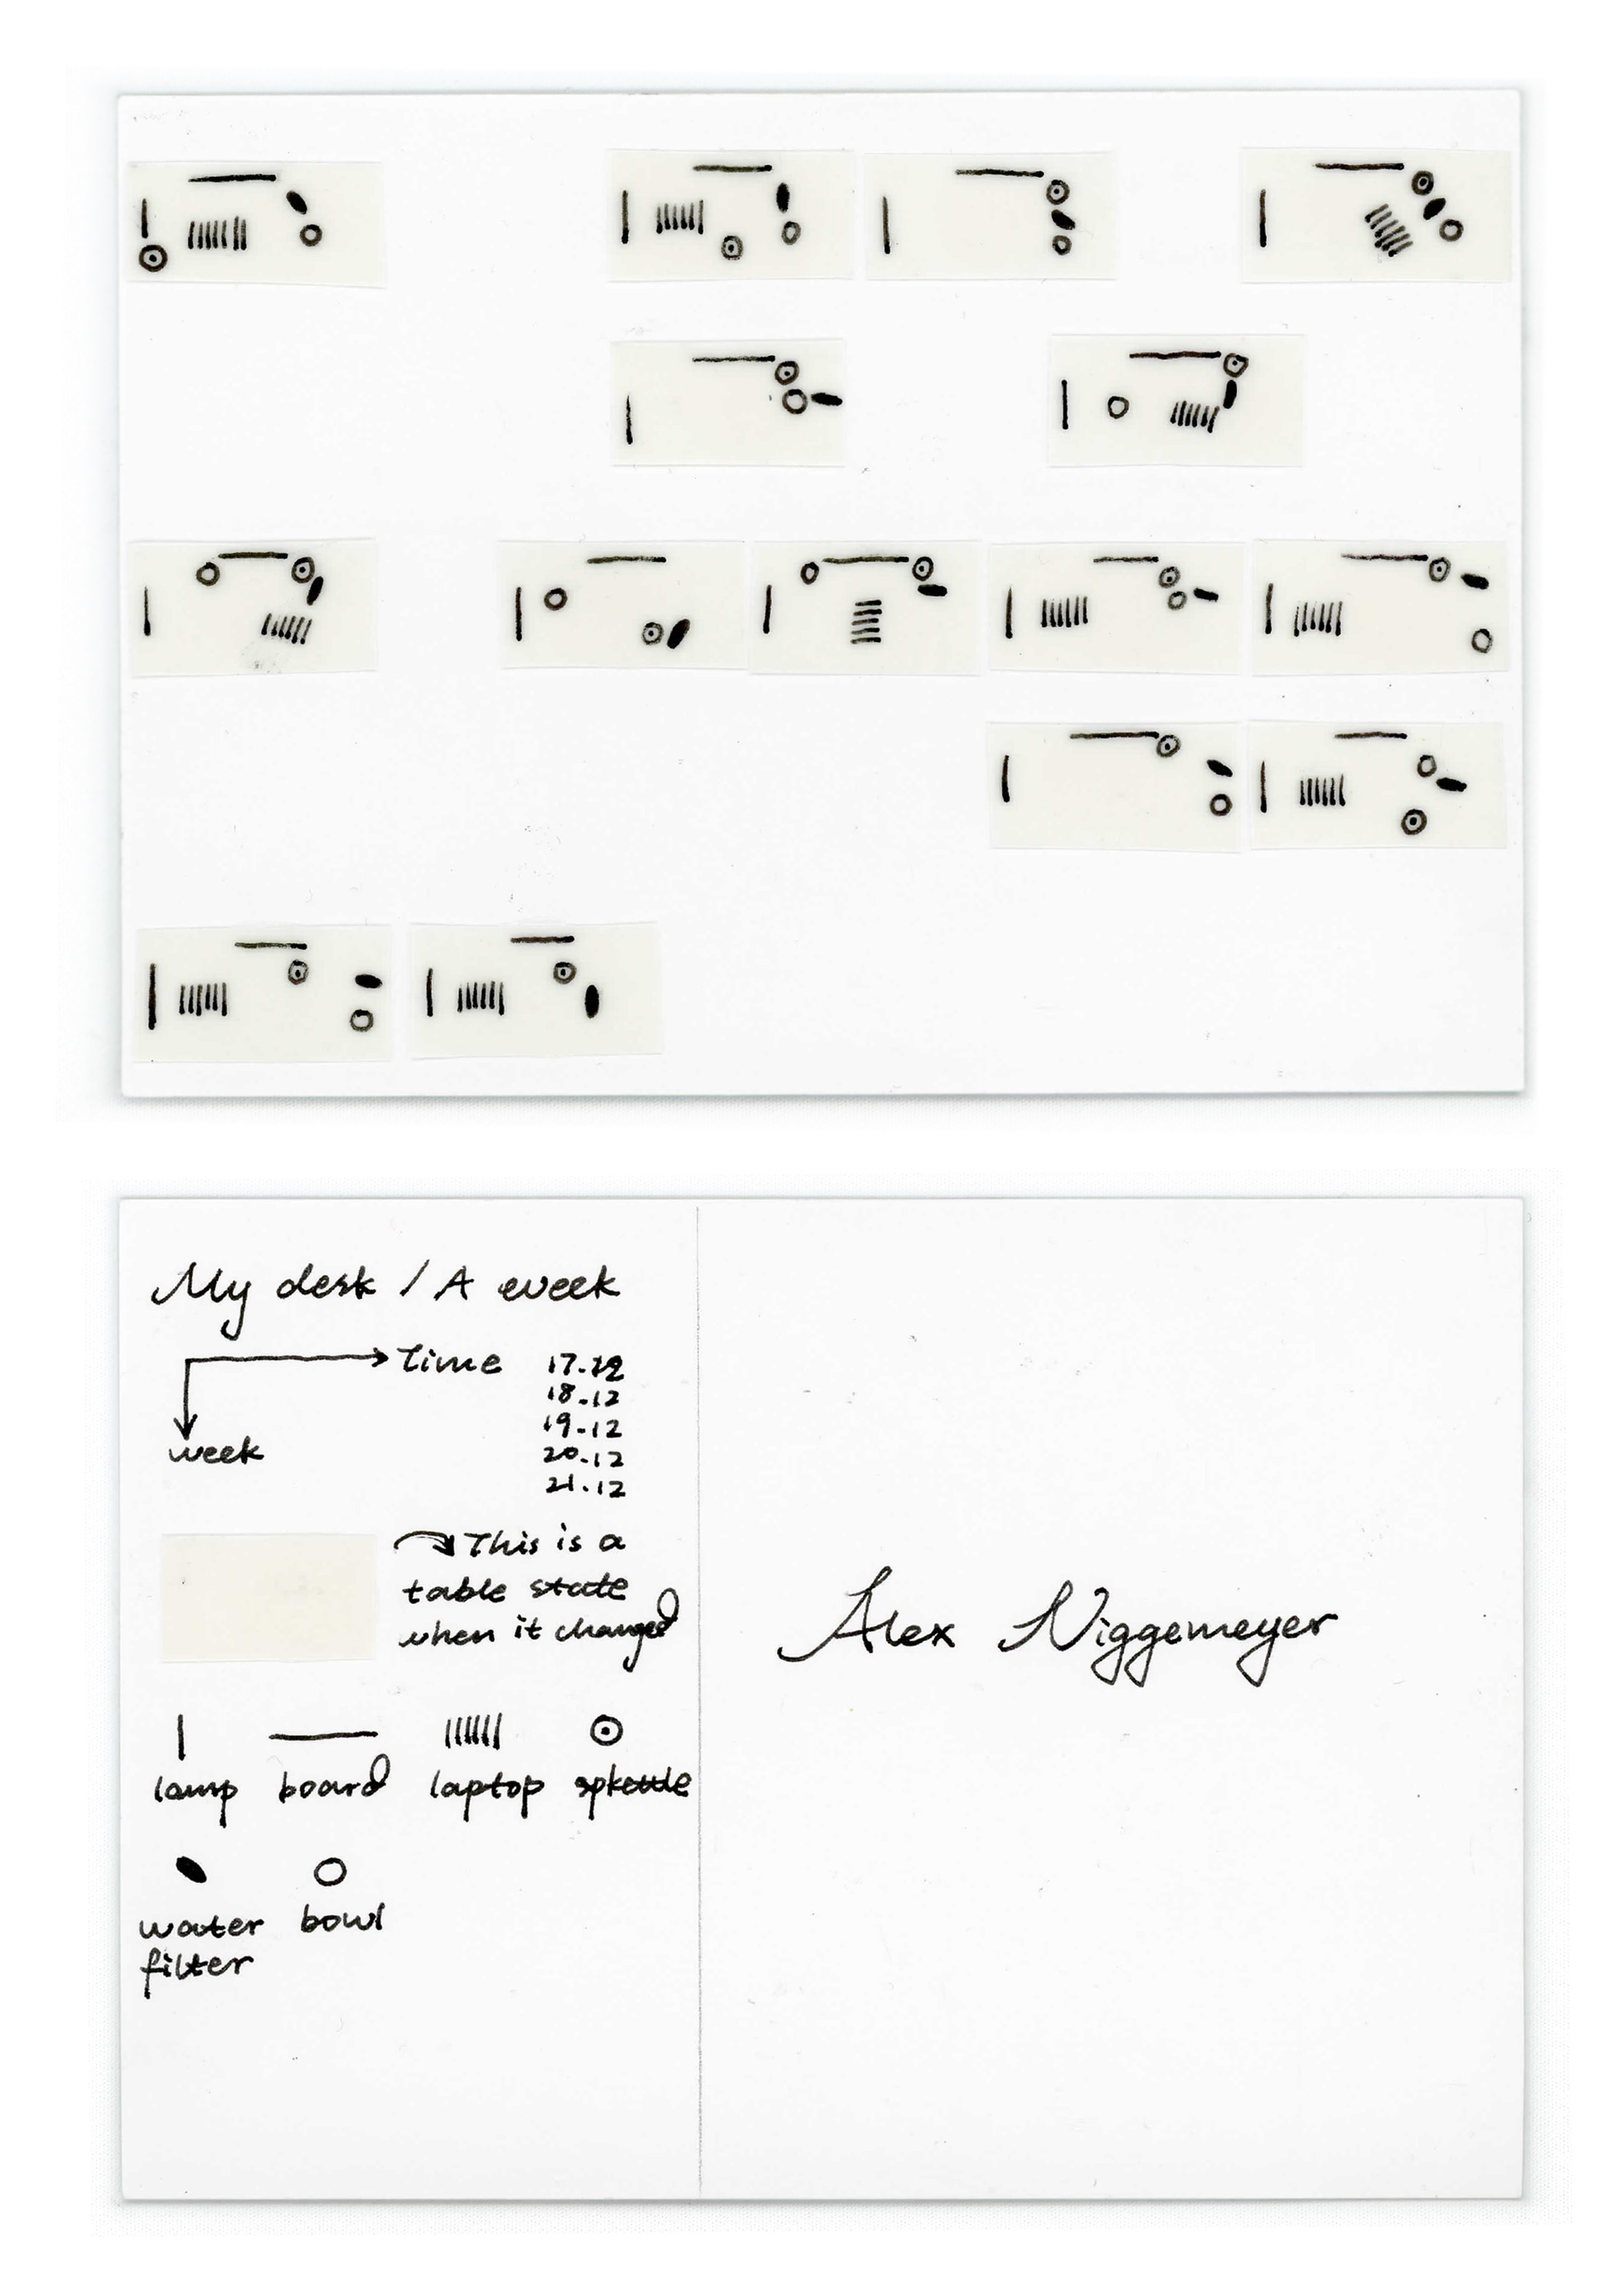 My desk / A week
time
17.12
18.12
19.12
20.12
21.12
week
This is a
table state
when it changed
lamp board laptop spkettle
water bowl
filter
Alex Niggemeyer